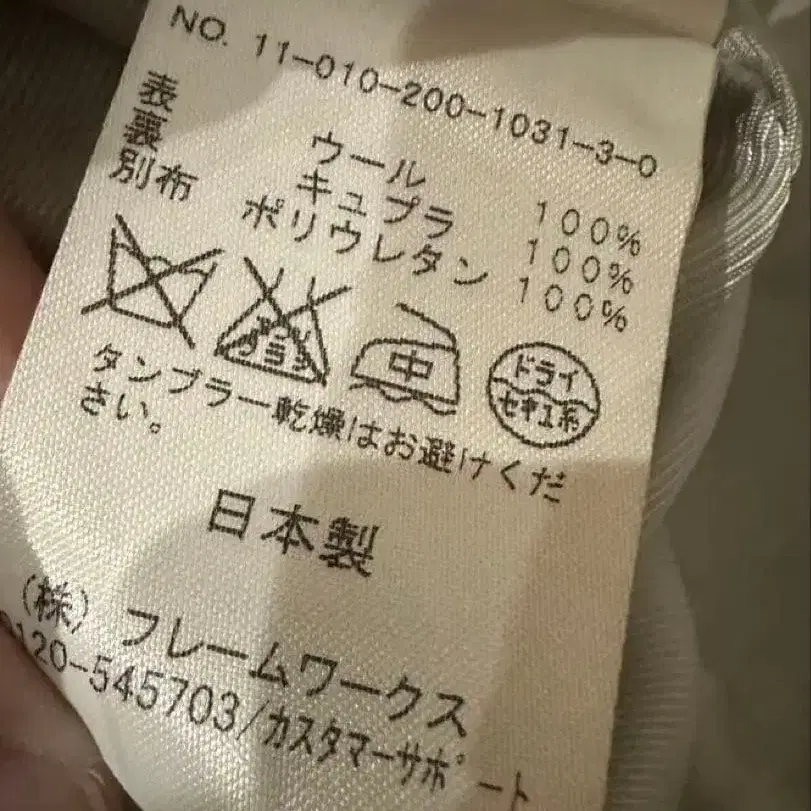 NO. 11-010-200-1031-3-0
表 ウール 100%
裏 キュプラ 100%
別布 ポリウレタン 100%
中
ドライ
セキユ系
タンブラー乾燥はお避けくだ
さい。
日本製
(株)フレームワークス
0120-545703/カスタマーサポート